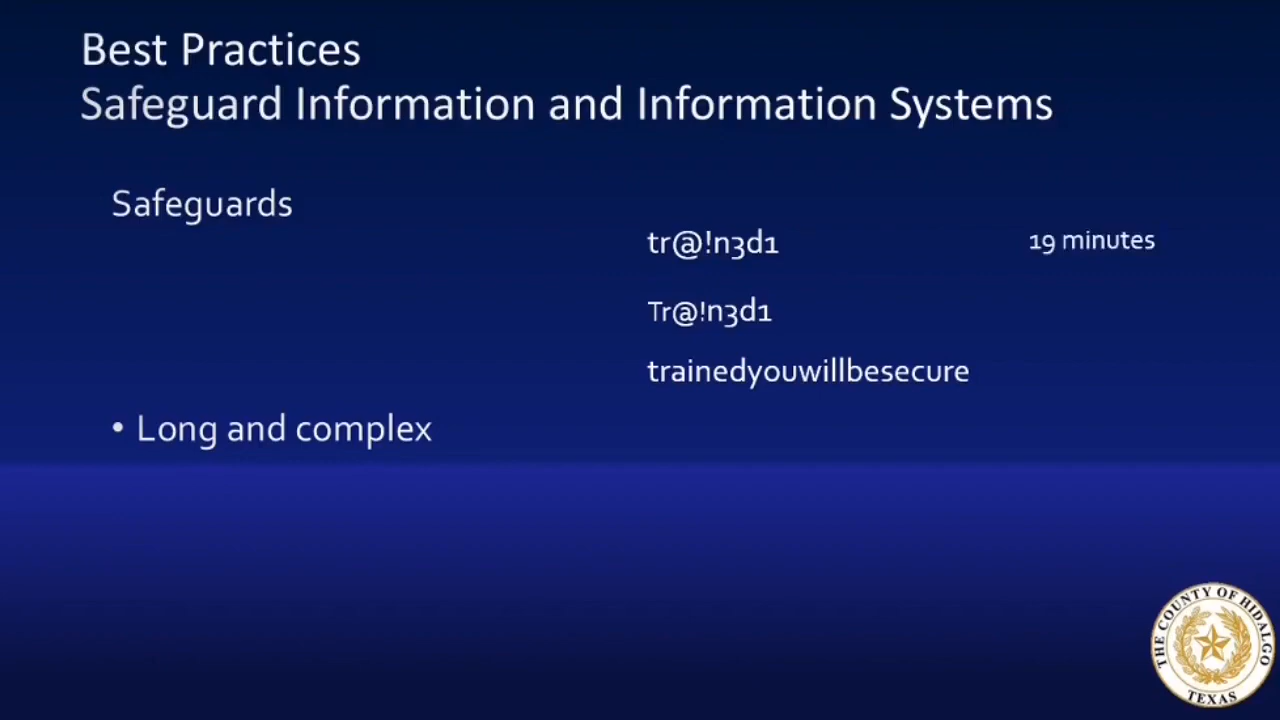 Best Practices
Safeguard Information and Information Systems
Safeguards
tr@!n3d1 19 minutes
Tr@!n3d1
trainedyouwillbesecure
• Long and complex
THE COUNTY OF HIDALGO
TEXAS